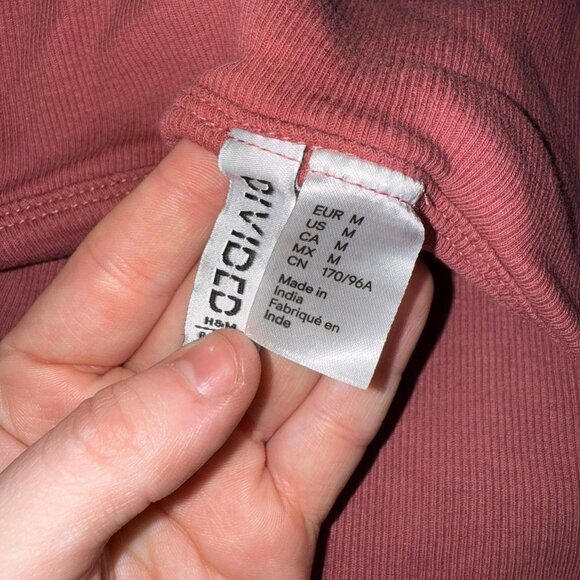 DIVIDED
H&M
EUR M
US M
CA M
MX M
CN 170/96A
Made in
India
Fabriqué en
Inde